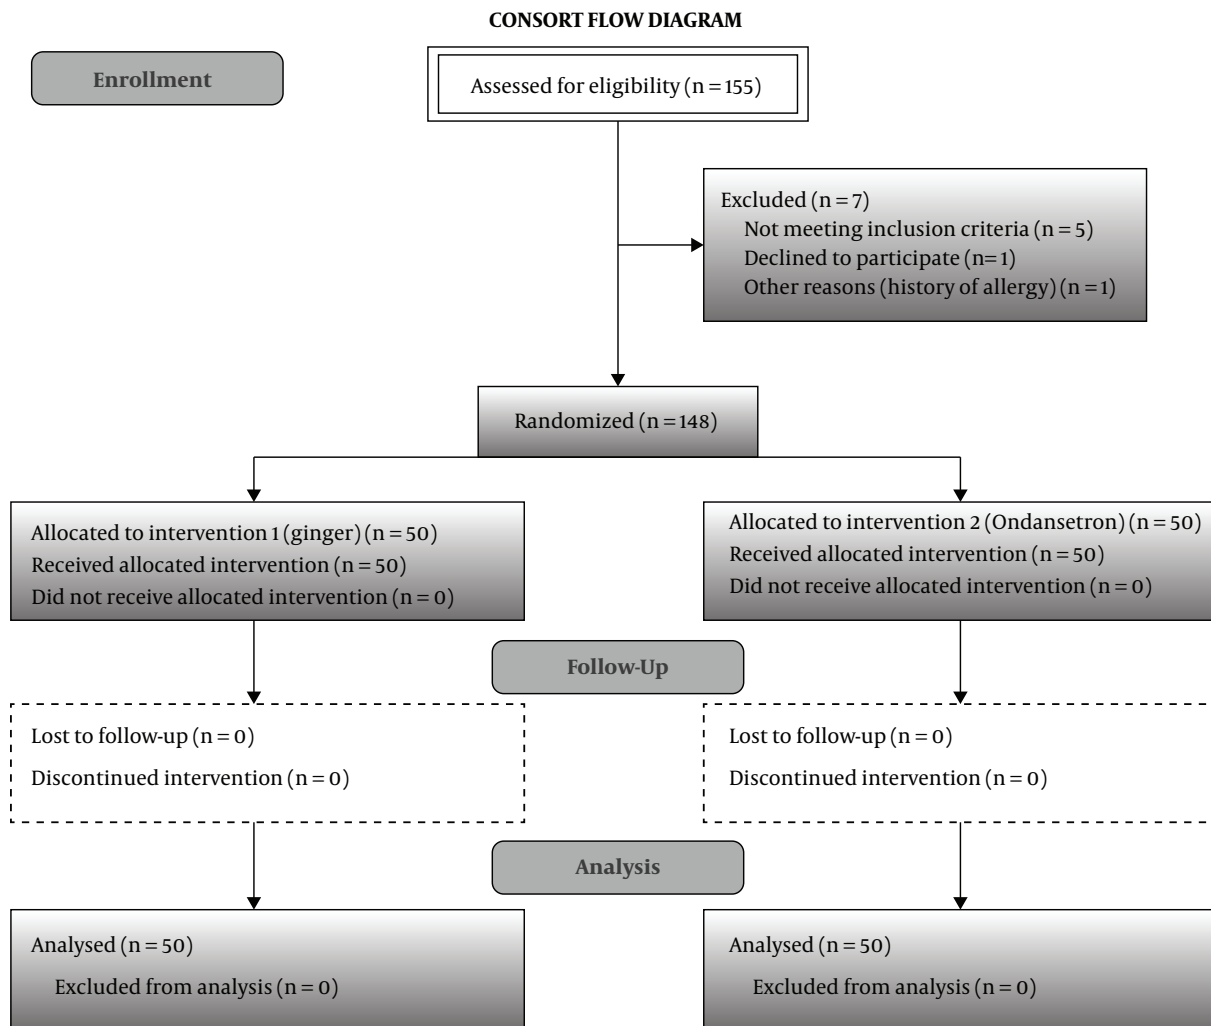 CONSORT FLOW DIAGRAM
Enrollment
Assessed for eligibility (n = 155)
Excluded (n = 7)
Not meeting inclusion criteria (n = 5)
Declined to participate (n= 1)
Other reasons (history of allergy) (n = 1)
Randomized (n = 148)
Allocated to intervention 1 (ginger) (n = 50)
Received allocated intervention (n = 50)
Did not receive allocated intervention (n = 0)
Allocated to intervention 2 (Ondansetron) (n = 50)
Received allocated intervention (n = 50)
Did not receive allocated intervention (n = 0)
Follow-Up
Lost to follow-up (n = 0)
Discontinued intervention (n = 0)
Lost to follow-up (n = 0)
Discontinued intervention (n = 0)
Analysis
Analysed (n = 50)
Excluded from analysis (n = 0)
Analysed (n = 50)
Excluded from analysis (n = 0)